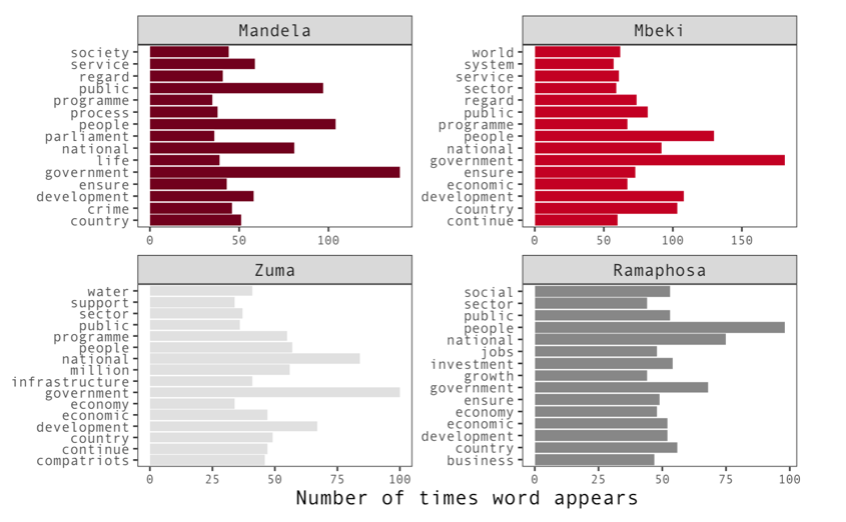 Mandela
society
service
regard
public
programme
process
people
parliament
national
life
government
ensure
development
crime
country
0 50 100
Mbeki
world
system
service
sector
regard
public
programme
people
national
government
ensure
economic
development
country
continue
0 50 100 150
Zuma
water
support
sector
public
programme
people
national
million
infrastructure
government
economy
economic
development
country
continue
compatriots
0 25 50 75 100
Ramaphosa
social
sector
public
people
national
jobs
investment
growth
government
ensure
economy
economic
development
country
business
0 25 50 75 100
Number of times word appears